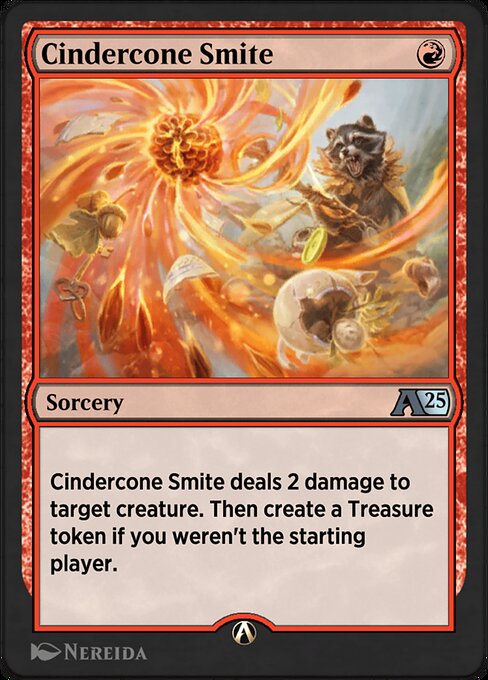 Cindercone Smite
Sorcery
A25
Cindercone Smite deals 2 damage to
target creature. Then create a Treasure
token if you weren't the starting
player.
NEREIDA